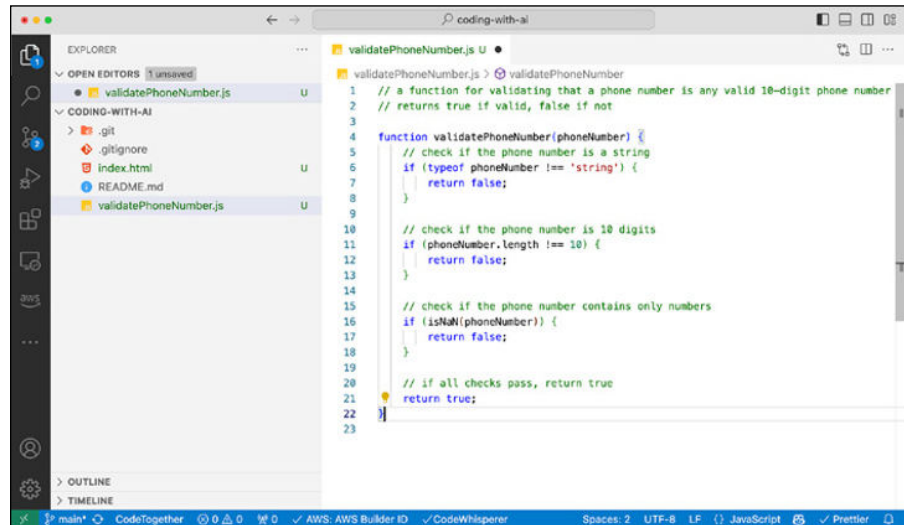 coding-with-ai
EXPLORER
OPEN EDITORS 1 unsaved
validatePhoneNumber.js U
CODING-WITH-AI
.git
.gitignore
index.html U
README.md
validatePhoneNumber.js U
OUTLINE
TIMELINE
aws
1
2
validatePhoneNumber.js U
validatePhoneNumber.js > validatePhoneNumber
1 // a function for validating that a phone number is any valid 10-digit phone number
2 // returns true if valid, false if not
3
4 function validatePhoneNumber(phoneNumber) {
5 // check if the phone number is a string
6 if (typeof phoneNumber !== 'string') {
7 return false;
8 }
9
10 // check if the phone number is 10 digits
11 if (phoneNumber.length !== 10) {
12 return false;
13 }
14
15 // check if the phone number contains only numbers
16 if (isNaN(phoneNumber)) {
17 return false;
18 }
19
20 // if all checks pass, return true
21 return true;
22 }
23
main* CodeTogether 0 0 0 AWS: AWS Builder ID CodeWhisperer Spaces: 2 UTF-8 LF {} JavaScript Prettier